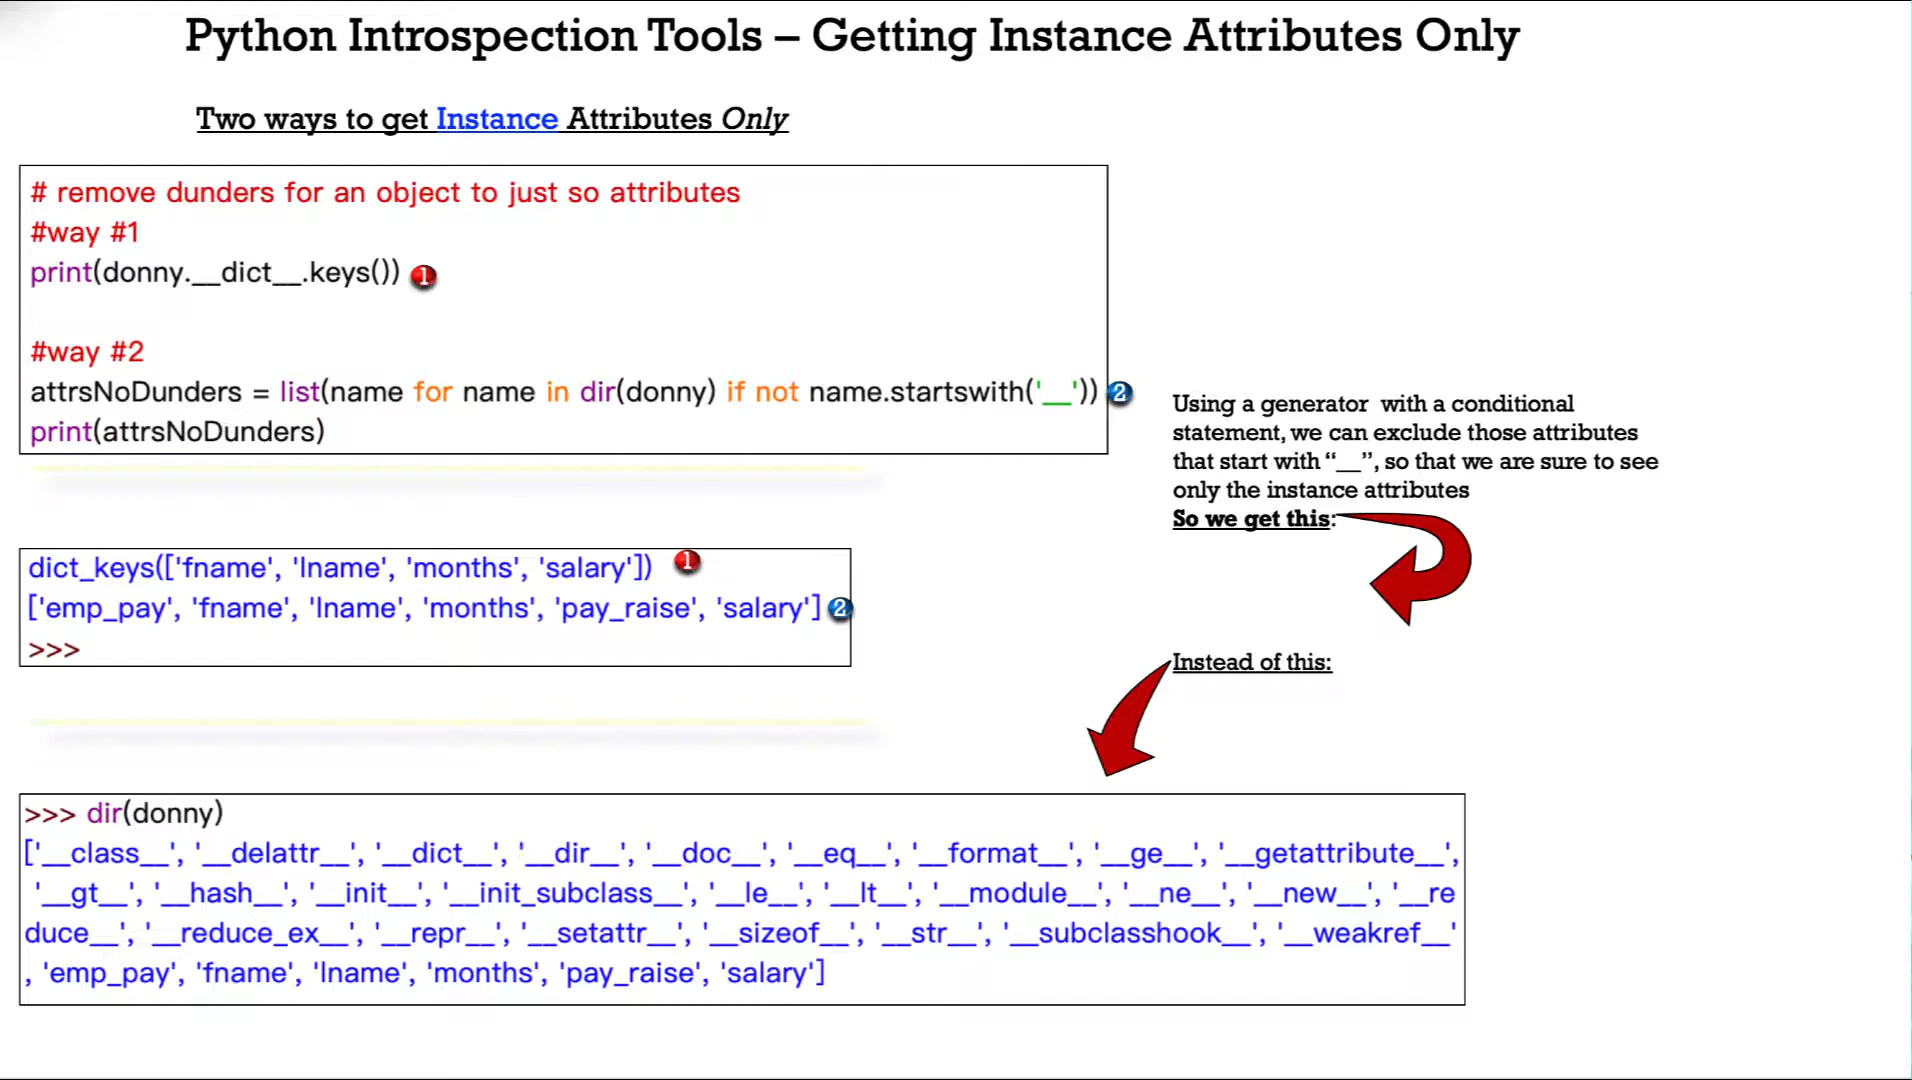 Python Introspection Tools – Getting Instance Attributes Only
Two ways to get Instance Attributes Only
# remove dunders for an object to just so attributes
#way #1
print(donny.__dict__.keys()) 1
#way #2
attrsNoDunders = list(name for name in dir(donny) if not name.startswith('__')) 2
print(attrsNoDunders)
Using a generator with a conditional
statement, we can exclude those attributes
that start with “__”, so that we are sure to see
only the instance attributes
So we get this:
dict_keys(['fname', 'lname', 'months', 'salary']) 1
['emp_pay', 'fname', 'lname', 'months', 'pay_raise', 'salary'] 2
>>>
Instead of this:
>>> dir(donny)
['__class__', '__delattr__', '__dict__', '__dir__', '__doc__', '__eq__', '__format__', '__ge__', '__getattribute__',
'__gt__', '__hash__', '__init__', '__init_subclass__', '__le__', '__lt__', '__module__', '__ne__', '__new__', '__re
duce__', '__reduce_ex__', '__repr__', '__setattr__', '__sizeof__', '__str__', '__subclasshook__', '__weakref__'
, 'emp_pay', 'fname', 'lname', 'months', 'pay_raise', 'salary']